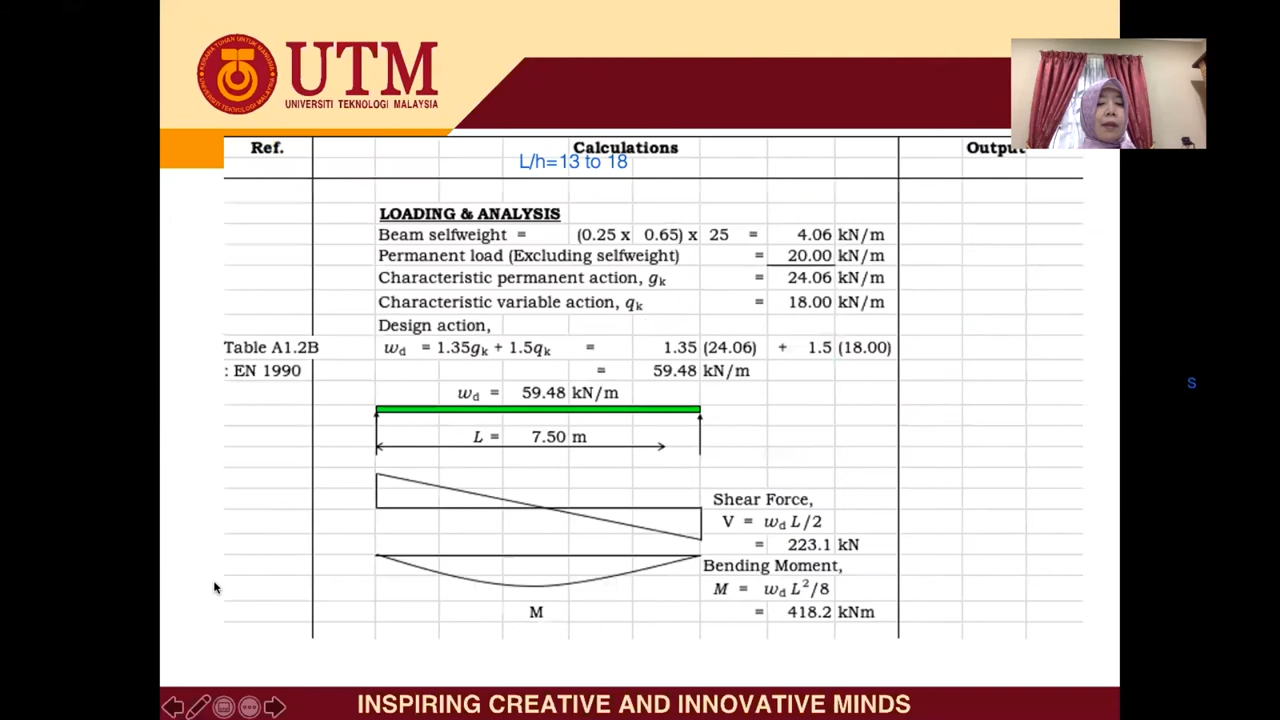 UTM
UNIVERSITI TEKNOLOGI MALAYSIA
Ref. Calculations Output
L/h=13 to 18
LOADING & ANALYSIS
Beam selfweight = (0.25 x 0.65) x 25 = 4.06 kN/m
Permanent load (Excluding selfweight) = 20.00 kN/m
Characteristic permanent action, gk = 24.06 kN/m
Characteristic variable action, qk = 18.00 kN/m
Design action,
Table A1.2B wd = 1.35gk + 1.5qk = 1.35 (24.06) + 1.5 (18.00)
: EN 1990 = 59.48 kN/m
s
wd = 59.48 kN/m
L = 7.50 m
Shear Force,
V = wd L/2
= 223.1 kN
Bending Moment,
M = wd L²/8
M = 418.2 kNm
INSPIRING CREATIVE AND INNOVATIVE MINDS